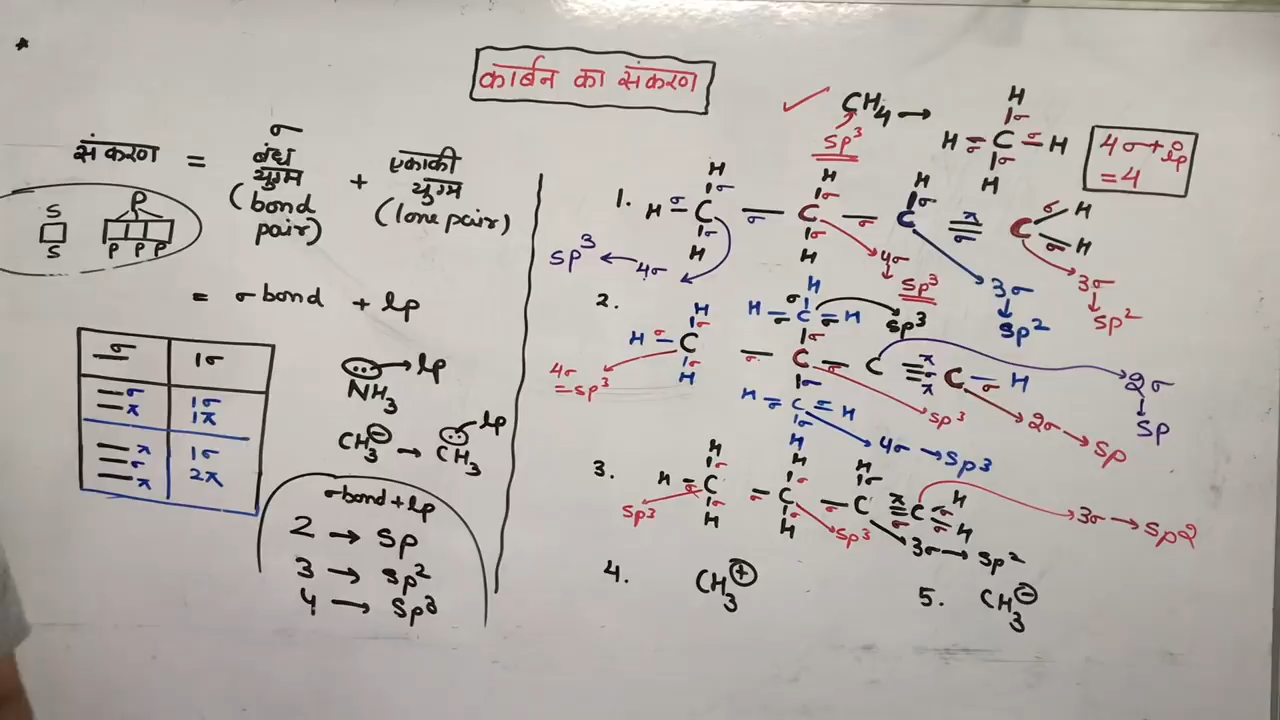 कार्बन का संकरण
संकरण = σ बंध युग्म (bond pair) + एकाकी युग्म (lone pair)
S
S
P
P P P
= σ bond + lp
— σ | 1σ
= σ π | 1σ 1π
≡ π σ π | 1σ 2π
.. → lp
NH₃
CH₃⊖ → CH₃ .. lp
σ bond + lp
2 → sp
3 → sp²
4 → sp³
✓ CH₄ →
sp³
H
H σ C σ H
σ
H
4σ + 0 lp
= 4
1.
H H H
H σ C σ C σ C π σ C σ H
H H σ H
sp³ ← 4σ
4σ
sp³
3σ
sp²
3σ
sp²
2.
H
H σ C σ H
sp³
H
H – C σ C σ C π σ π C σ H
H
4σ
= sp³
sp³
2σ → sp
2σ
sp
H σ C σ H
H
4σ → sp³
3.
H H H
H σ C σ C σ C π σ C σ H
H H σ H
sp³
sp³
3σ → sp²
3σ → sp2
4. CH₃⊕
5. CH₃⊖